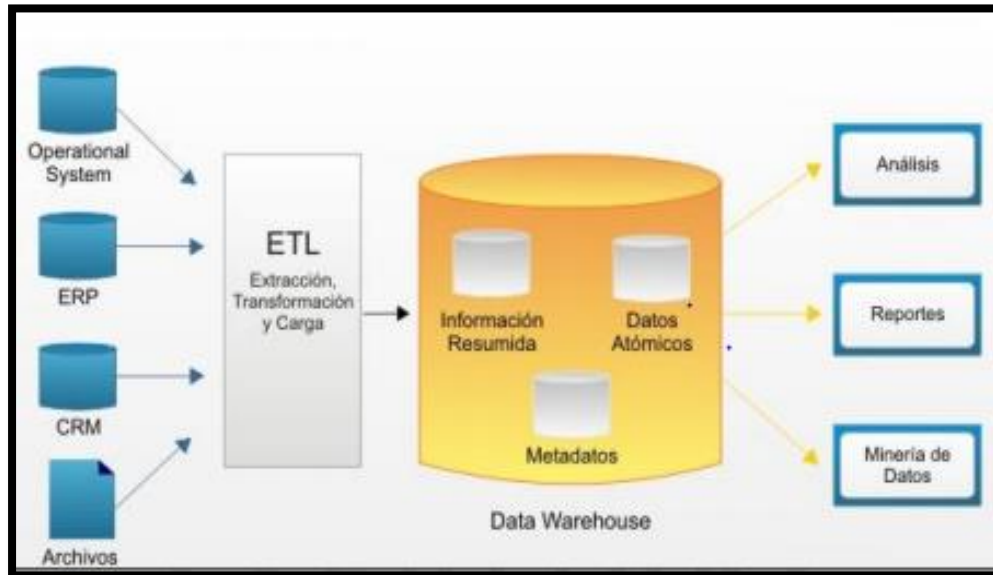 Operational
System
ERP
CRM
Archivos
ETL
Extracción,
Transformación
y Carga
Información
Resumida
Datos
Atómicos
Metadatos
Data Warehouse
Análisis
Reportes
Minería de
Datos